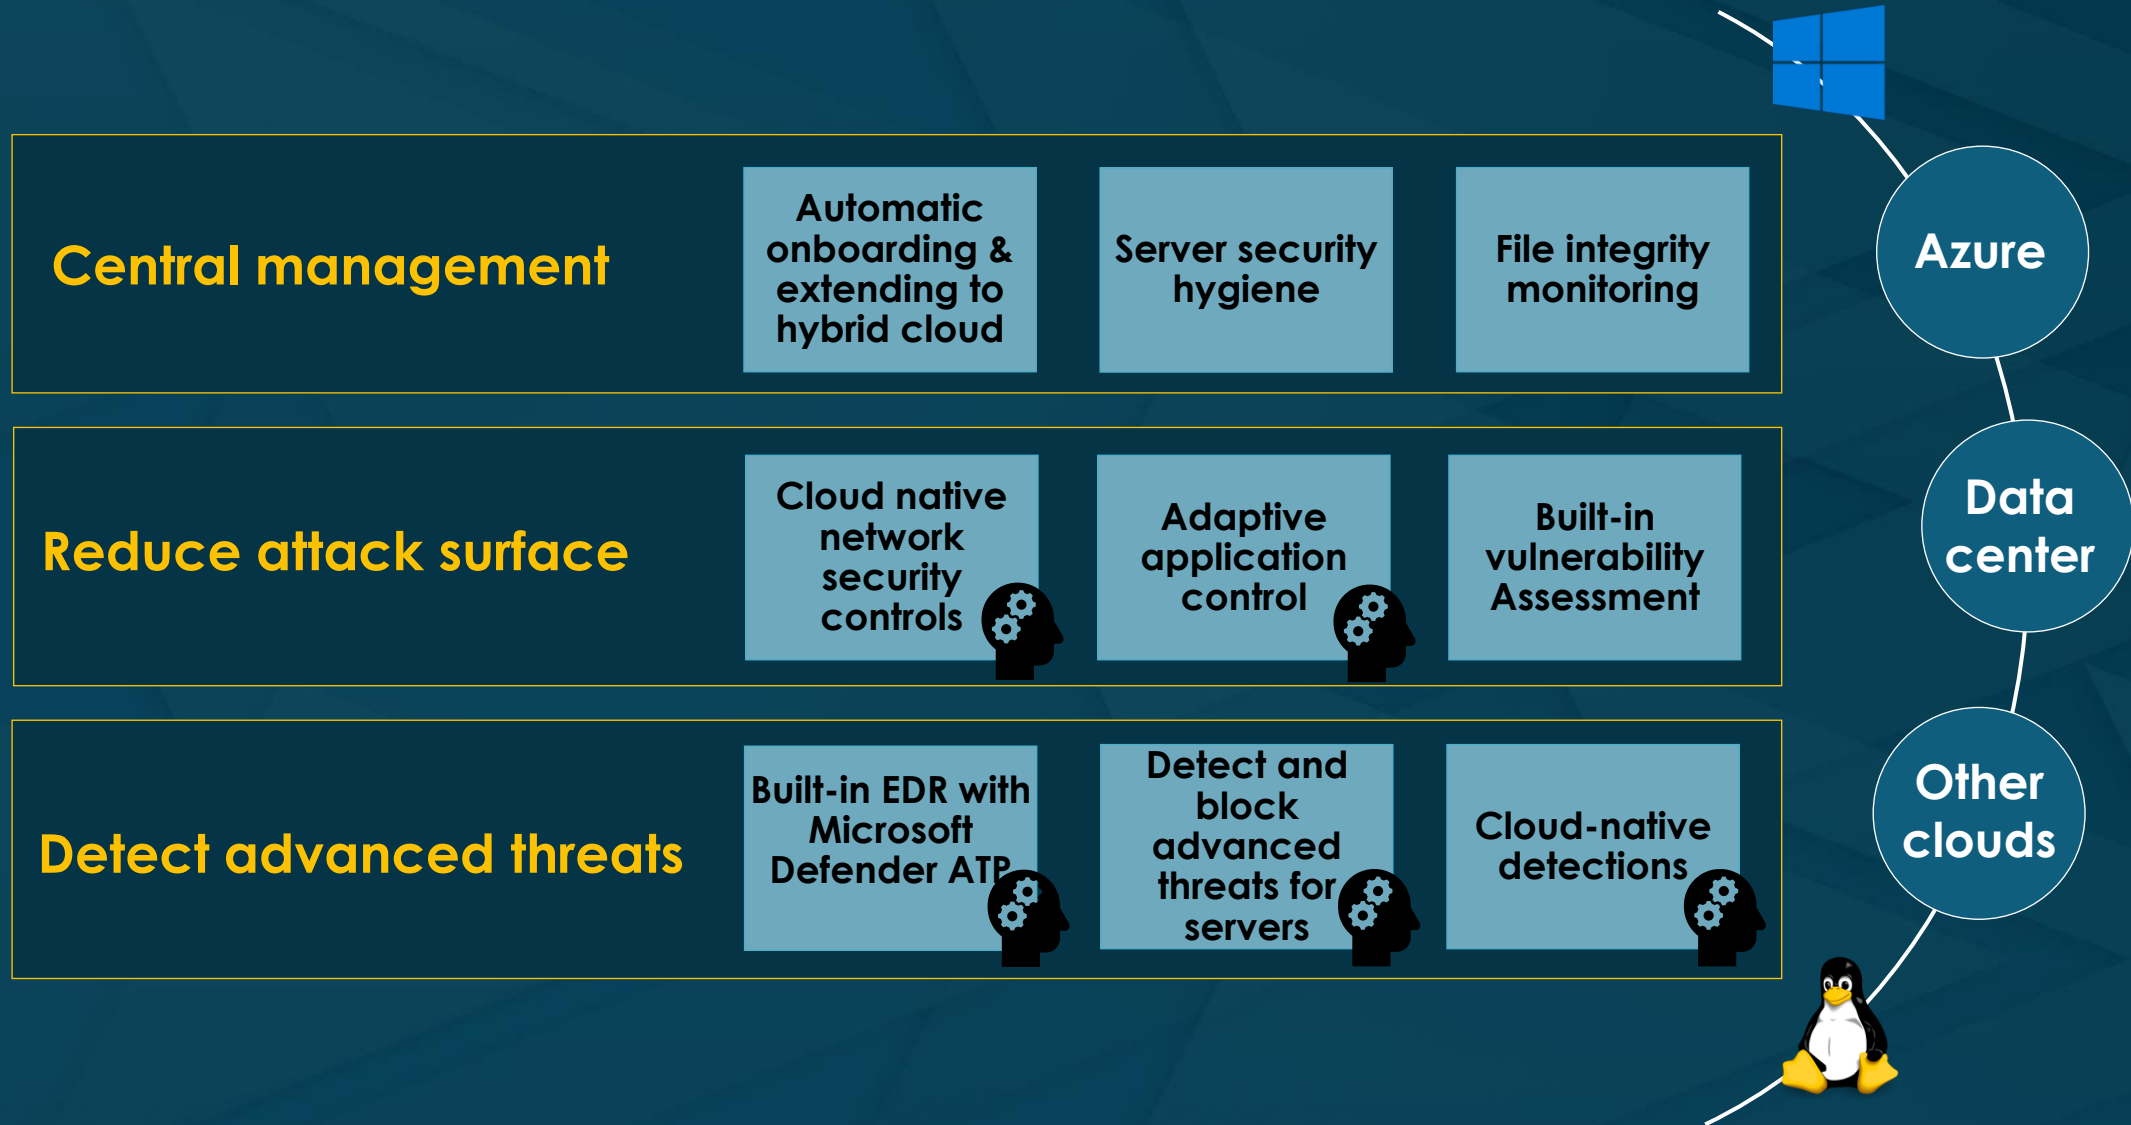 Central management
Automatic
onboarding &
extending to
hybrid cloud
Server security
hygiene
File integrity
monitoring
Azure
Reduce attack surface
Cloud native
network
security
controls
Adaptive
application
control
Built-in
vulnerability
Assessment
Data
center
Detect advanced threats
Built-in EDR with
Microsoft
Defender ATP
Detect and
block
advanced
threats for
servers
Cloud-native
detections
Other
clouds